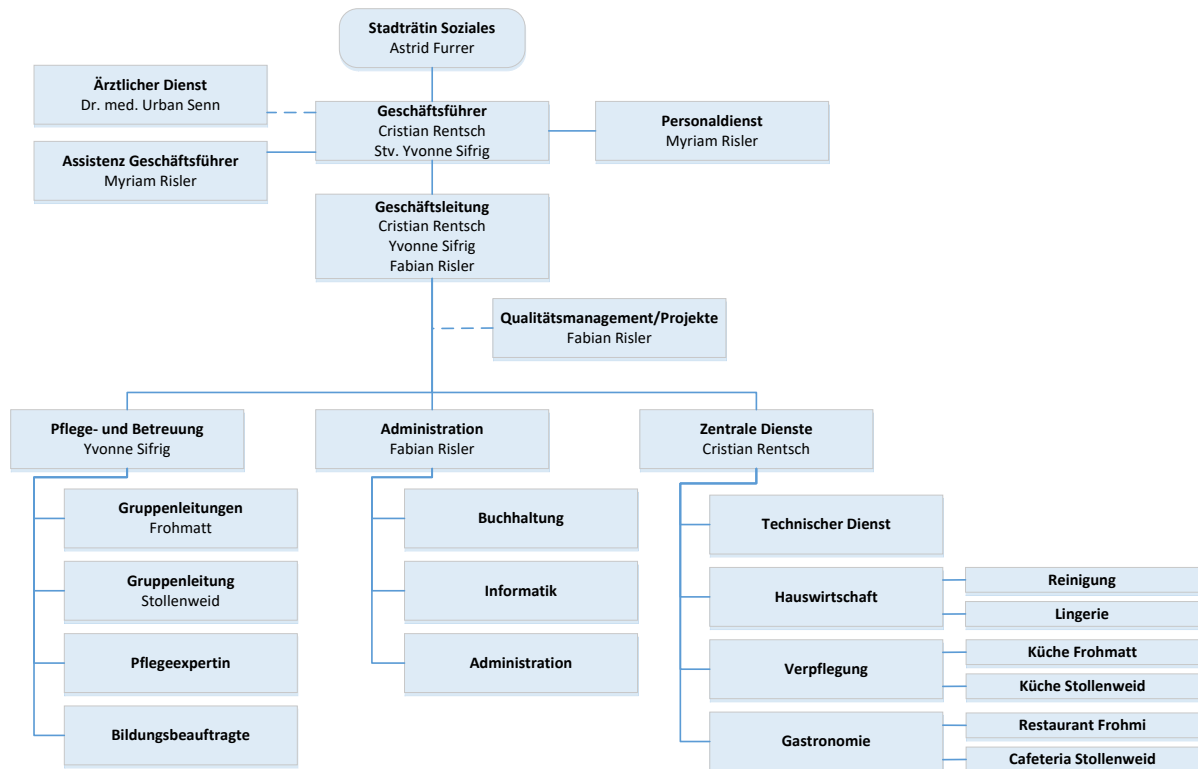 Stadträtin Soziales
Astrid Furrer
Ärztlicher Dienst
Dr. med. Urban Senn
Geschäftsführer
Cristian Rentsch
Stv. Yvonne Sifrig
Personaldienst
Myriam Risler
Assistenz Geschäftsführer
Myriam Risler
Geschäftsleitung
Cristian Rentsch
Yvonne Sifrig
Fabian Risler
Qualitätsmanagement/Projekte
Fabian Risler
Pflege- und Betreuung
Yvonne Sifrig
Administration
Fabian Risler
Zentrale Dienste
Cristian Rentsch
Gruppenleitungen
Frohmatt
Gruppenleitung
Stollenweid
Pflegeexpertin
Bildungsbeauftragte
Buchhaltung
Informatik
Administration
Technischer Dienst
Hauswirtschaft
Reinigung
Lingerie
Verpflegung
Küche Frohmatt
Küche Stollenweid
Gastronomie
Restaurant Frohmi
Cafeteria Stollenweid